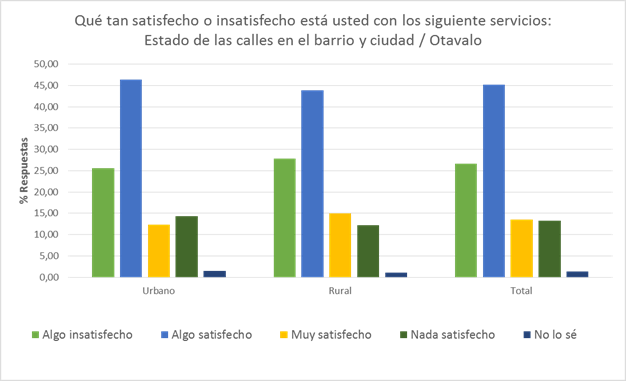 Qué tan satisfecho o insatisfecho está usted con los siguiente servicios:
Estado de las calles en el barrio y ciudad / Otavalo
% Respuestas
50,00
45,00
40,00
35,00
30,00
25,00
20,00
15,00
10,00
5,00
0,00
Urbano Rural Total
Algo insatisfecho Algo satisfecho Muy satisfecho Nada satisfecho No lo sé